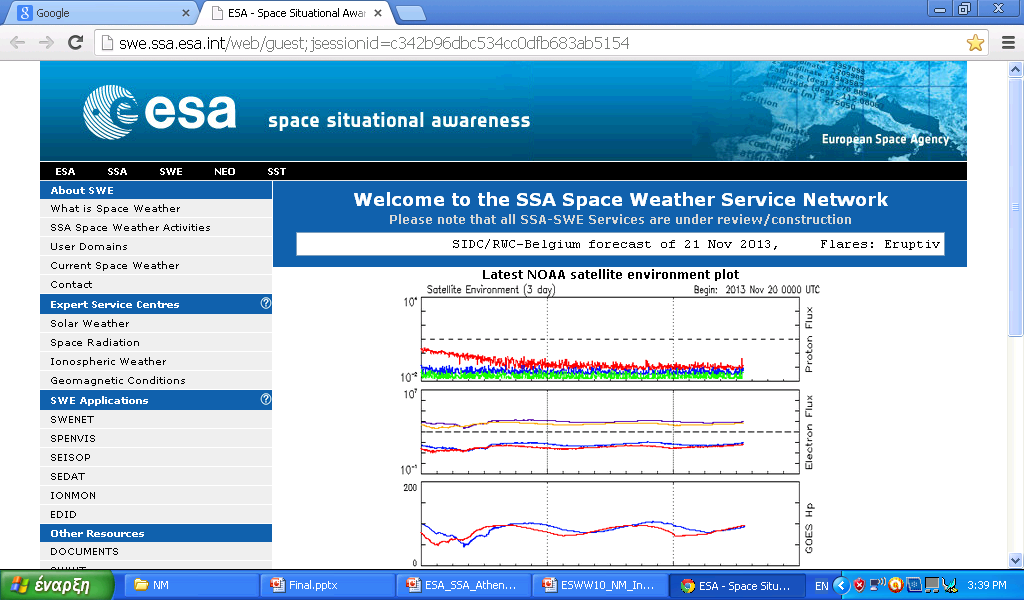 Google
ESA - Space Situational Awar
swe.ssa.esa.int/web/guest;jsessionid=c342b96dbc534cc0dfb683ab5154
esa
space situational awareness
European Space Agency
ESA SSA SWE NEO SST
About SWE
What is Space Weather
SSA Space Weather Activities
User Domains
Current Space Weather
Contact
Expert Service Centres
Solar Weather
Space Radiation
Ionospheric Weather
Geomagnetic Conditions
SWE Applications
SWENET
SPENVIS
SEISOP
SEDAT
IONMON
EDID
Other Resources
DOCUMENTS
Welcome to the SSA Space Weather Service Network
Please note that all SSA-SWE Services are under review/construction
SIDC/RWC-Belgium forecast of 21 Nov 2013, Flares: Eruptiv
Latest NOAA satellite environment plot
Satellite Environment (3 day) Begin: 2013 Nov 20 0000 UTC
10⁴
10⁻²
Proton Flux
10⁷
10⁻¹
Electron Flux
200
0
GOES Hp
έναρξη
NM
Final.pptx
ESA_SSA_Athen...
ESWW10_NM_In...
ESA - Space Situ...
EN
3:39 PM